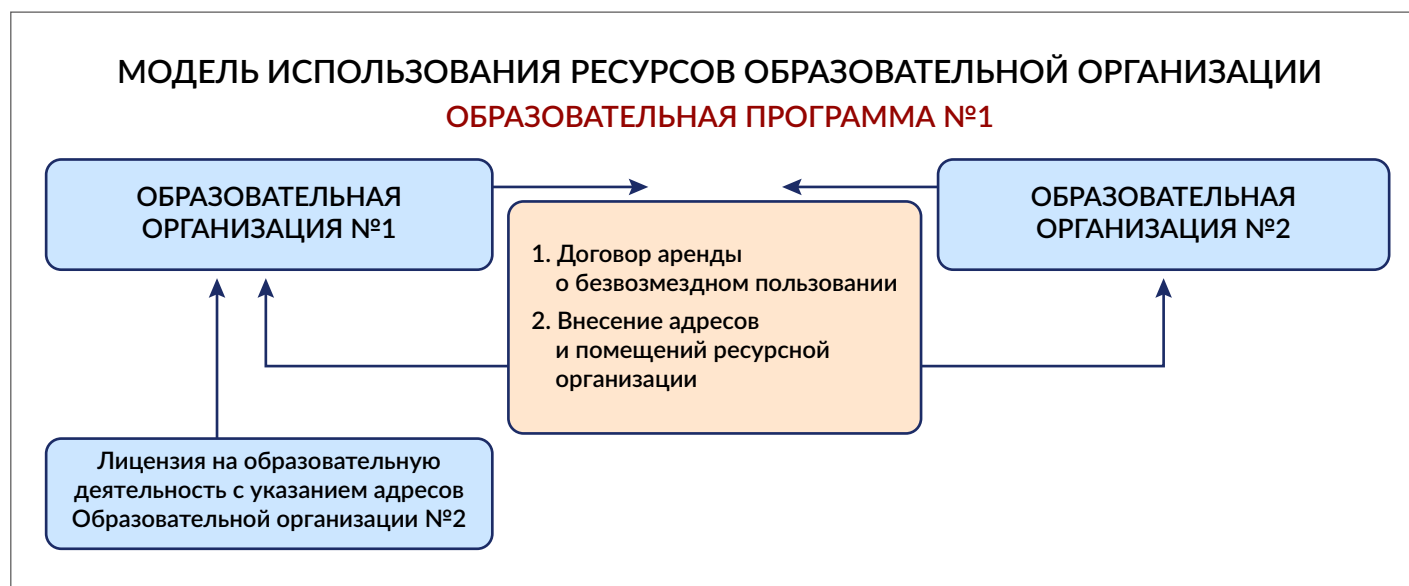 МОДЕЛЬ ИСПОЛЬЗОВАНИЯ РЕСУРСОВ ОБРАЗОВАТЕЛЬНОЙ ОРГАНИЗАЦИИ
ОБРАЗОВАТЕЛЬНАЯ ПРОГРАММА №1
ОБРАЗОВАТЕЛЬНАЯ
ОРГАНИЗАЦИЯ №1
1. Договор аренды
о безвозмездном пользовании
2. Внесение адресов
и помещений ресурсной
организации
ОБРАЗОВАТЕЛЬНАЯ
ОРГАНИЗАЦИЯ №2
Лицензия на образовательную
деятельность с указанием адресов
Образовательной организации №2